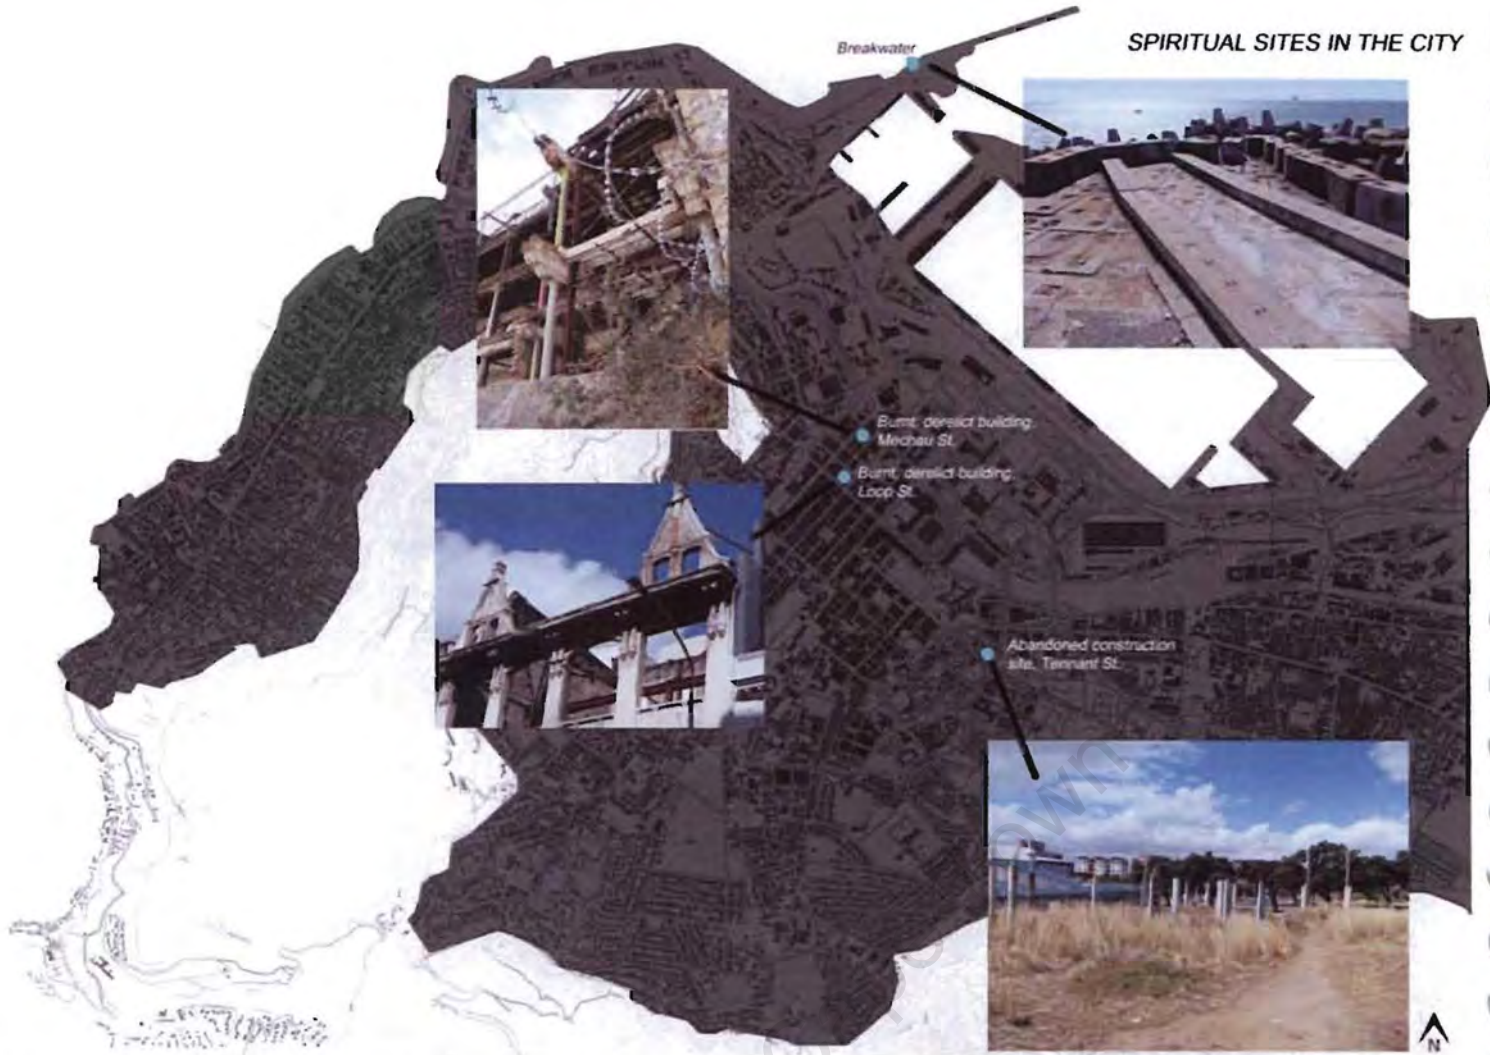 SPIRITUAL SITES IN THE CITY
Breakwater
Burnt, derelict building,
Mechau St.
Burnt, derelict building,
Loop St.
Abandoned construction
site, Tennant St.
N